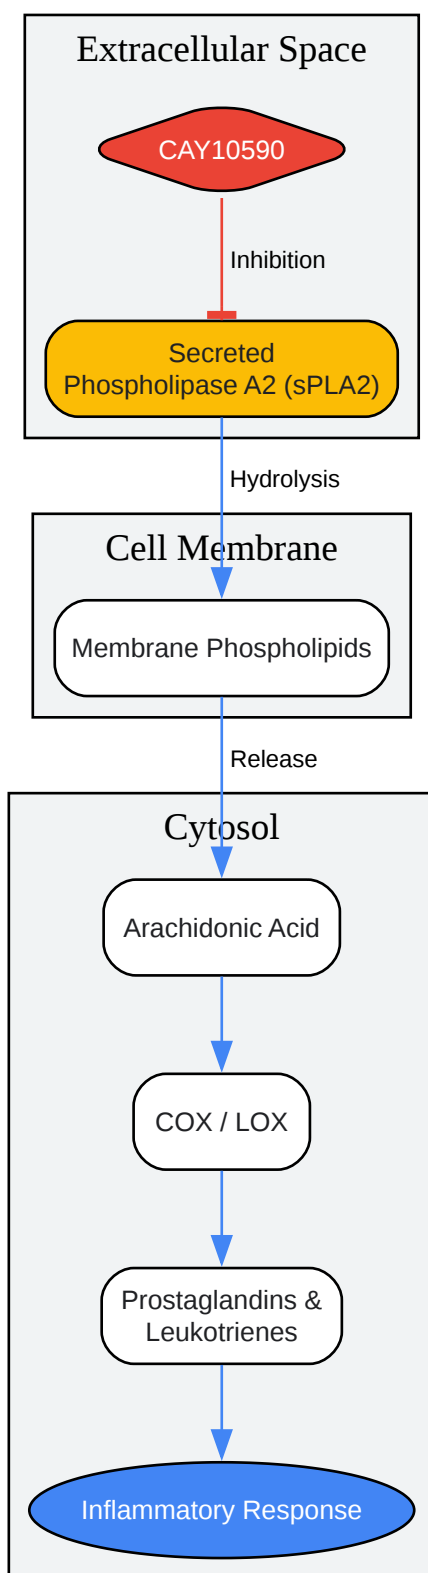 Extracellular Space
CAY10590
Inhibition
Secreted
Phospholipase A2 (sPLA2)
Hydrolysis
Cell Membrane
Membrane Phospholipids
Release
Cytosol
Arachidonic Acid
COX / LOX
Prostaglandins &
Leukotrienes
Inflammatory Response